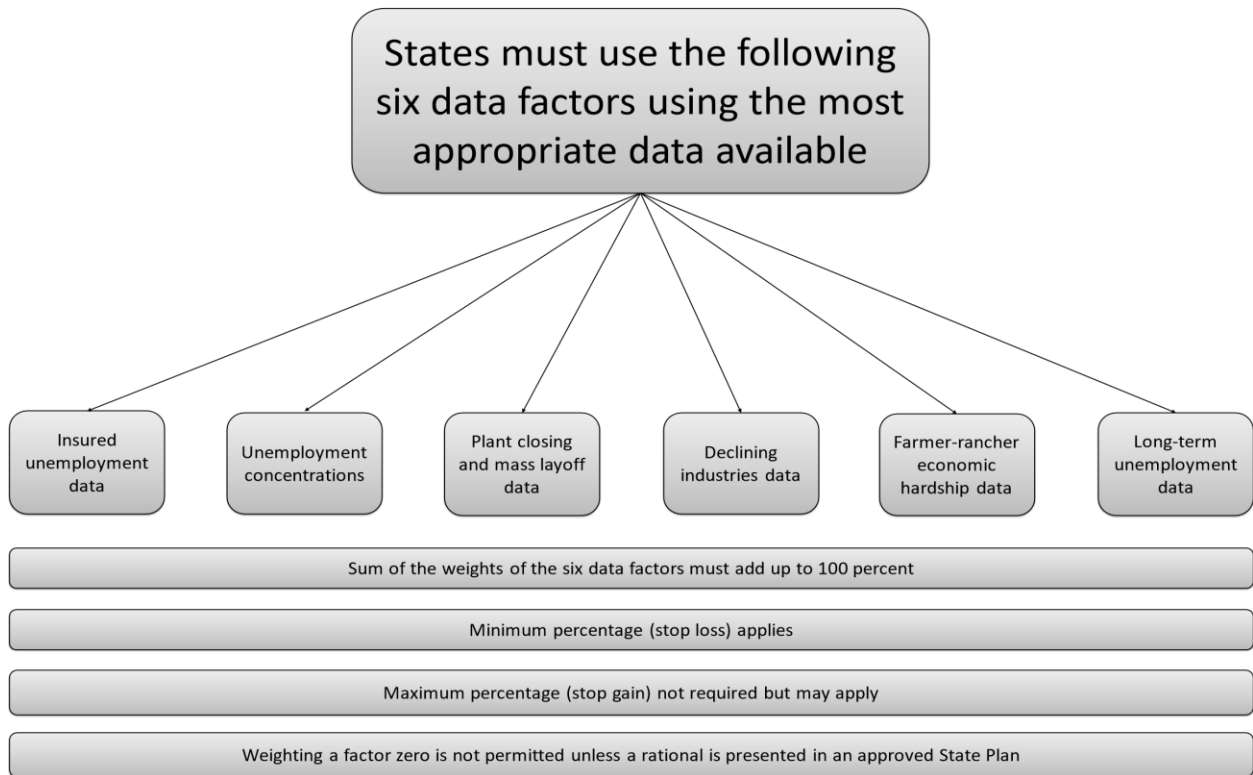 States must use the following
six data factors using the most
appropriate data available
Insured
unemployment
data
Unemployment
concentrations
Plant closing
and mass layoff
data
Declining
industries data
Farmer-rancher
economic
hardship data
Long-term
unemployment
data
Sum of the weights of the six data factors must add up to 100 percent
Minimum percentage (stop loss) applies
Maximum percentage (stop gain) not required but may apply
Weighting a factor zero is not permitted unless a rational is presented in an approved State Plan